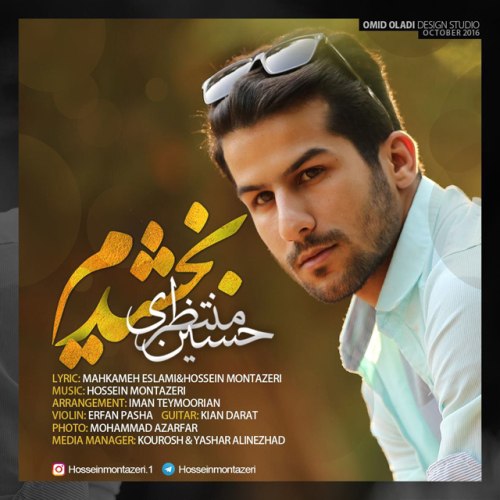 OMID OLADI DESIGN STUDIO
OCTOBER 2016
بخشیدم
حسین منتظری
LYRIC: MAHKAMEH ESLAMI&HOSSEIN MONTAZERI
MUSIC: HOSSEIN MONTAZERI
ARRANGEMENT: IMAN TEYMOORIAN
VIOLIN: ERFAN PASHA GUITAR: KIAN DARAT
PHOTO: MOHAMMAD AZARFAR
MEDIA MANAGER: KOUROSH & YASHAR ALINEZHAD
Hosseinmontazeri.1 Hosseinmontazeri